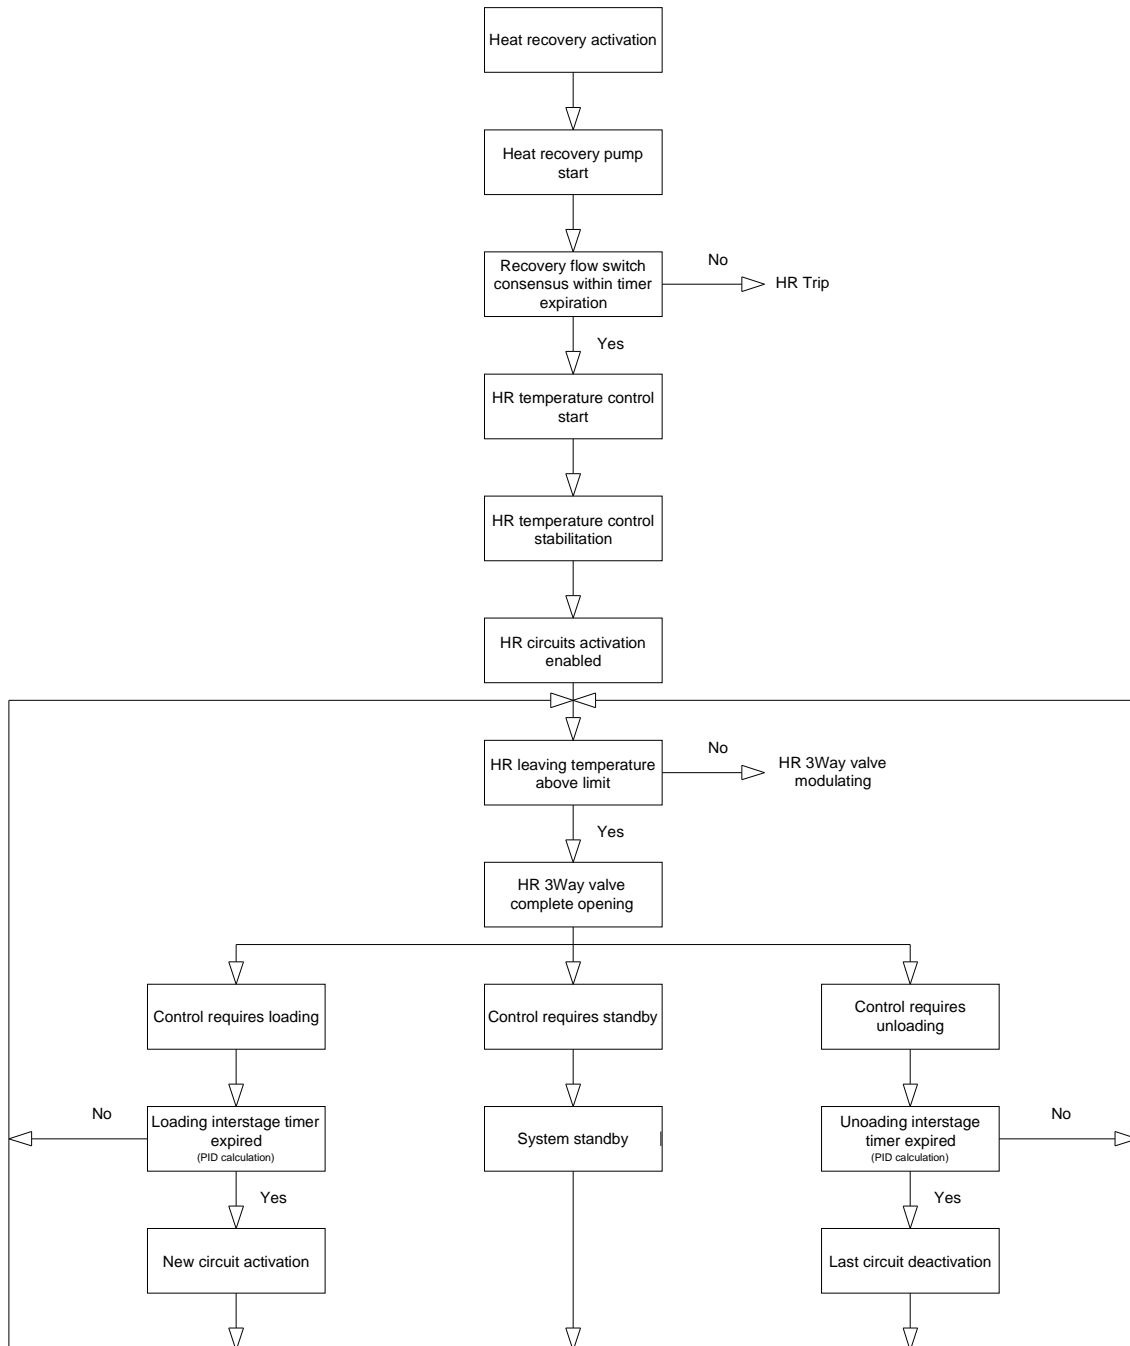 Heat recovery activation
Heat recovery pump
start
Recovery flow switch
consensus within timer
expiration
No
HR Trip
Yes
HR temperature control
start
HR temperature control
stabilitation
HR circuits activation
enabled
HR leaving temperature
above limit
No
HR 3Way valve
modulating
Yes
HR 3Way valve
complete opening
Control requires loading
Control requires standby
Control requires
unloading
No
Loading interstage timer
expired
(PID calculation)
System standby
Unoading interstage
timer expired
(PID calculation)
No
Yes
Yes
New circuit activation
Last circuit deactivation